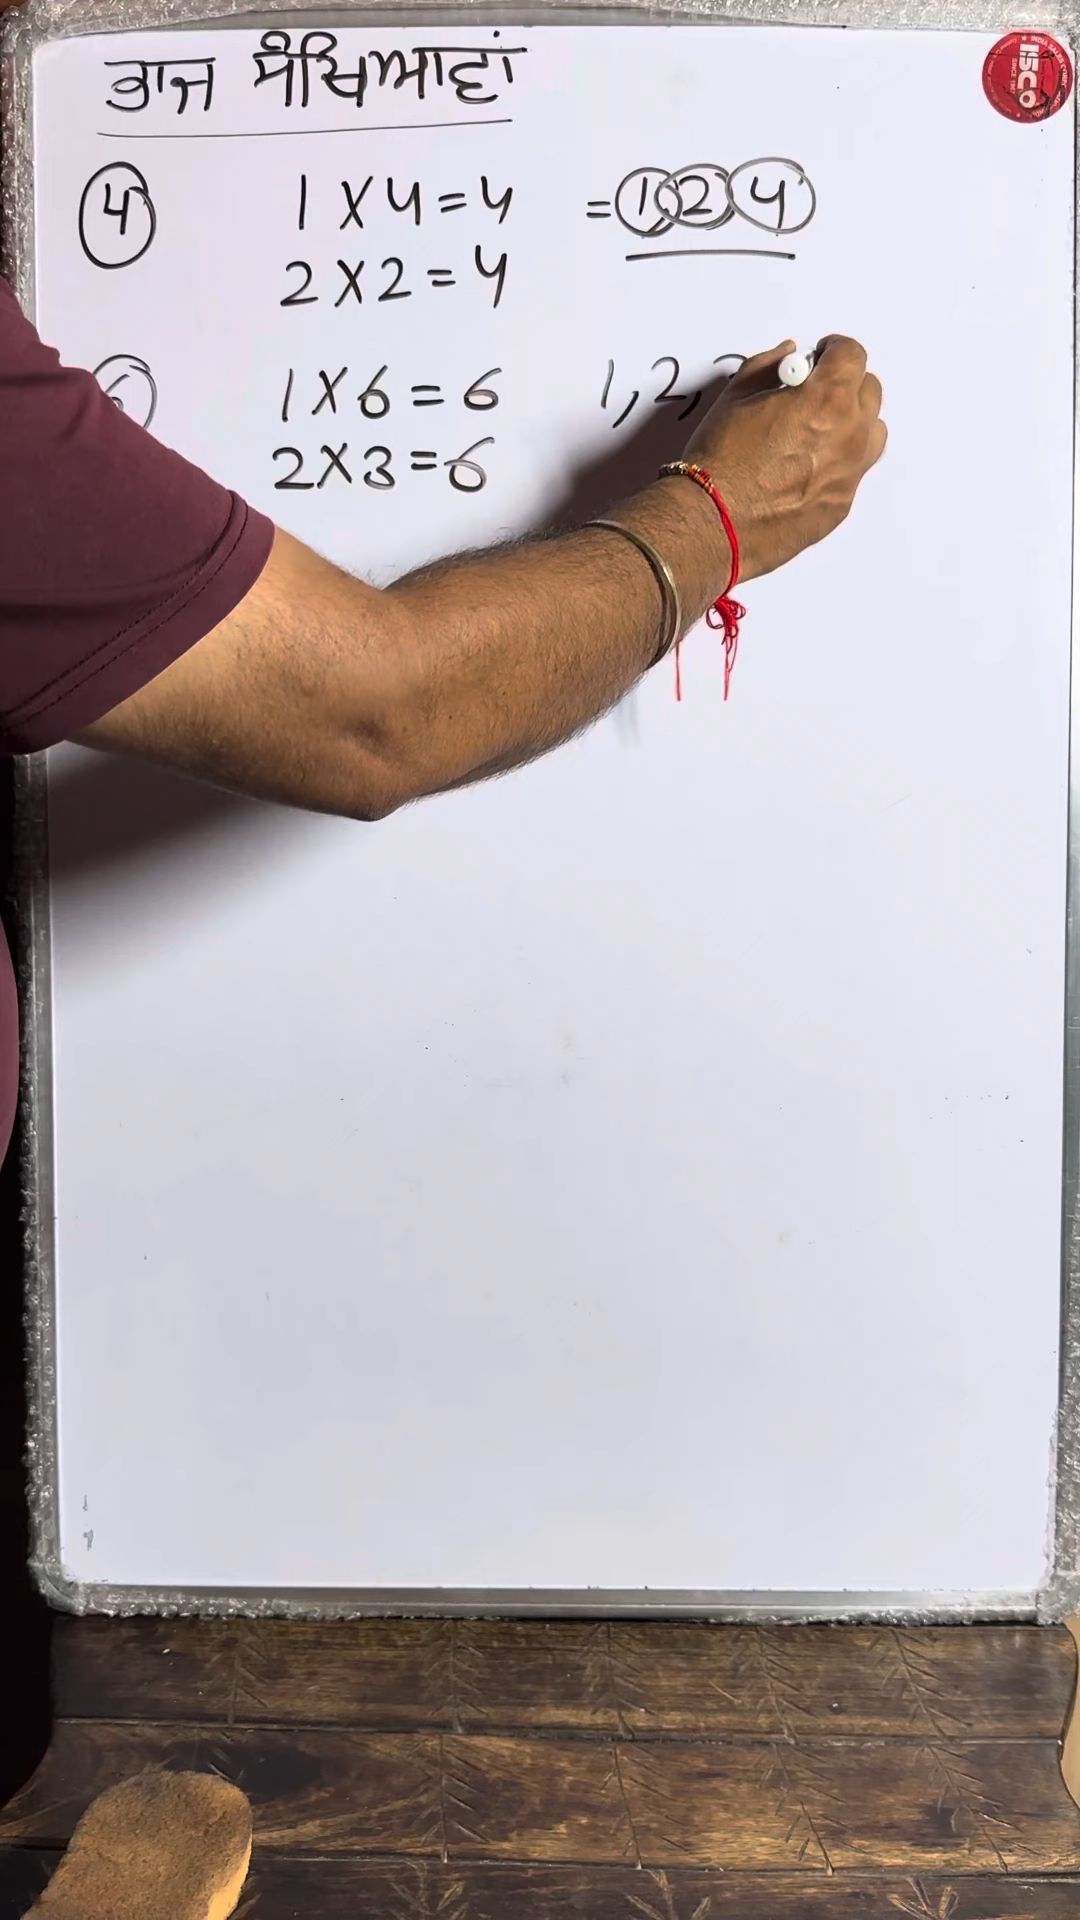 ਭਾਜ ਸੰਖਿਆਵਾਂ
4 1 X 4 = 4 = 1, 2, 4
2 X 2 = 4
1 X 6 = 6 1, 2,
2 X 3 = 6
ISCO